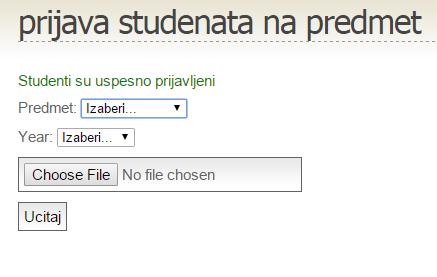 prijava studenata na predmet
Studenti su uspesno prijavljeni
Predmet: Izaberi...
Year: Izaberi...
Choose File No file chosen
Ucitaj